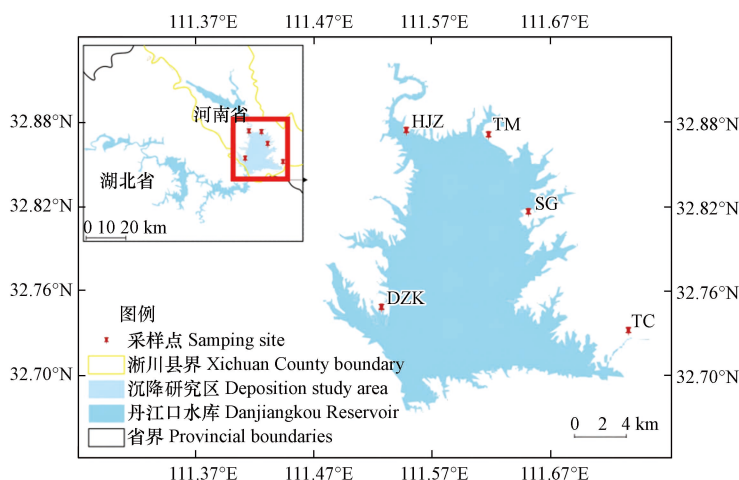 111.37°E 111.47°E 111.57°E 111.67°E
32.88°N
32.82°N
32.76°N
32.70°N
河南省
湖北省
0 10 20 km
HJZ
TM
SG
DZK
TC
32.88°N
32.82°N
32.76°N
32.70°N
图例
采样点 Samping site
淅川县界 Xichuan County boundary
沉降研究区 Deposition study area
丹江口水库 Danjiangkou Reservoir
省界 Provincial boundaries
0 2 4 km
111.37°E 111.47°E 111.57°E 111.67°E